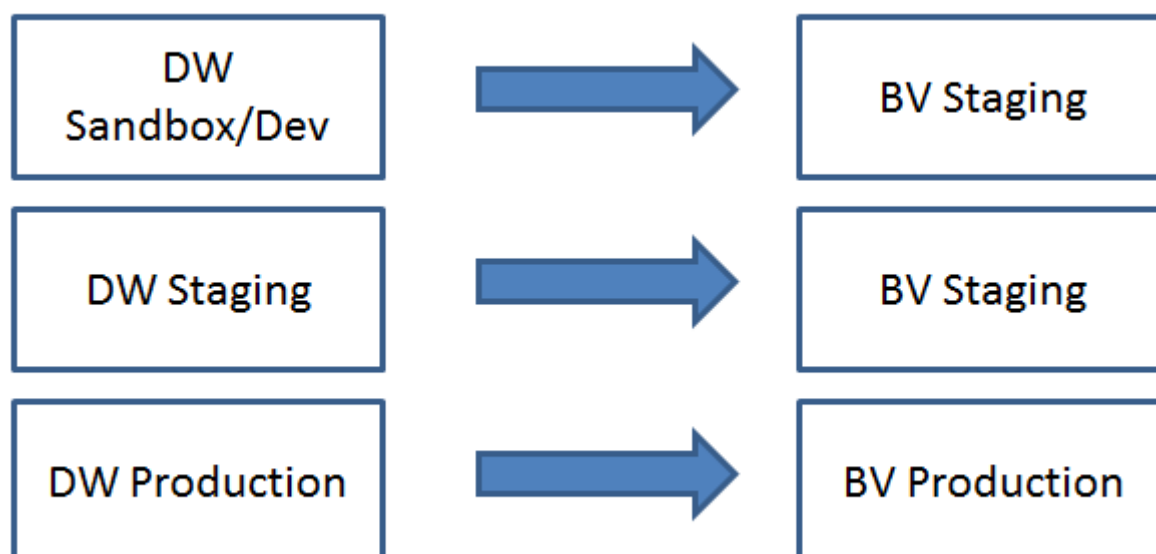 DW
Sandbox/Dev
BV Staging
DW Staging
BV Staging
DW Production
BV Production